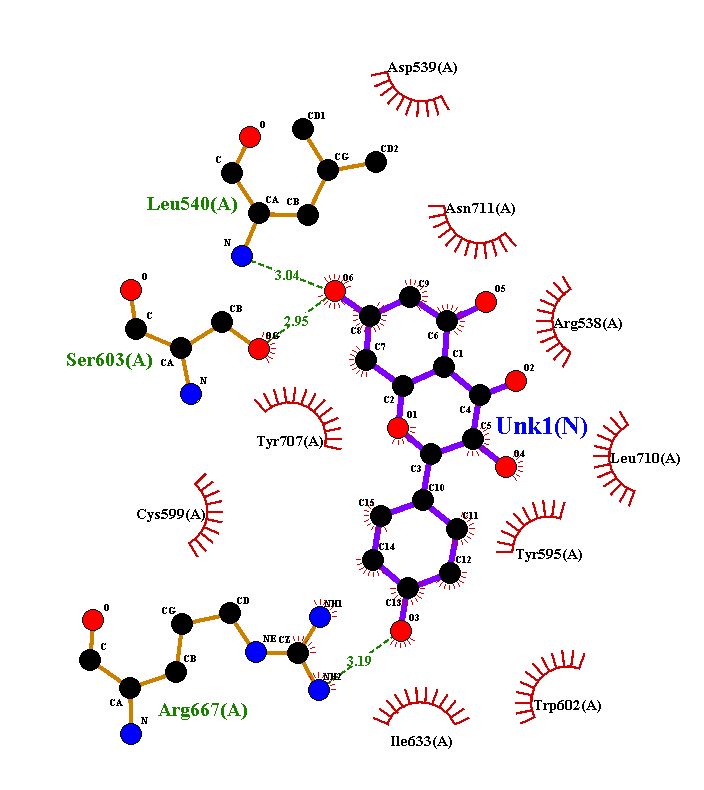 Asp539(A)
CD1
O
C
CG
CD2
Leu540(A)
CA
CB
Asn711(A)
N
3.04
O6
C9
O5
O
CB
2.95
C8
C6
Arg538(A)
C
OG
Ser603(A)
CA
C7
C1
N
C2
O2
C4
O1
Unk1(N)
C5
Tyr707(A)
C3
O4
Leu710(A)
C10
Cys599(A)
C15
C11
Tyr595(A)
C14
C12
O
CG
CD
NH1
C13
O3
C
NE
CZ
3.19
CB
NH2
CA
Arg667(A)
Trp602(A)
N
Ile633(A)